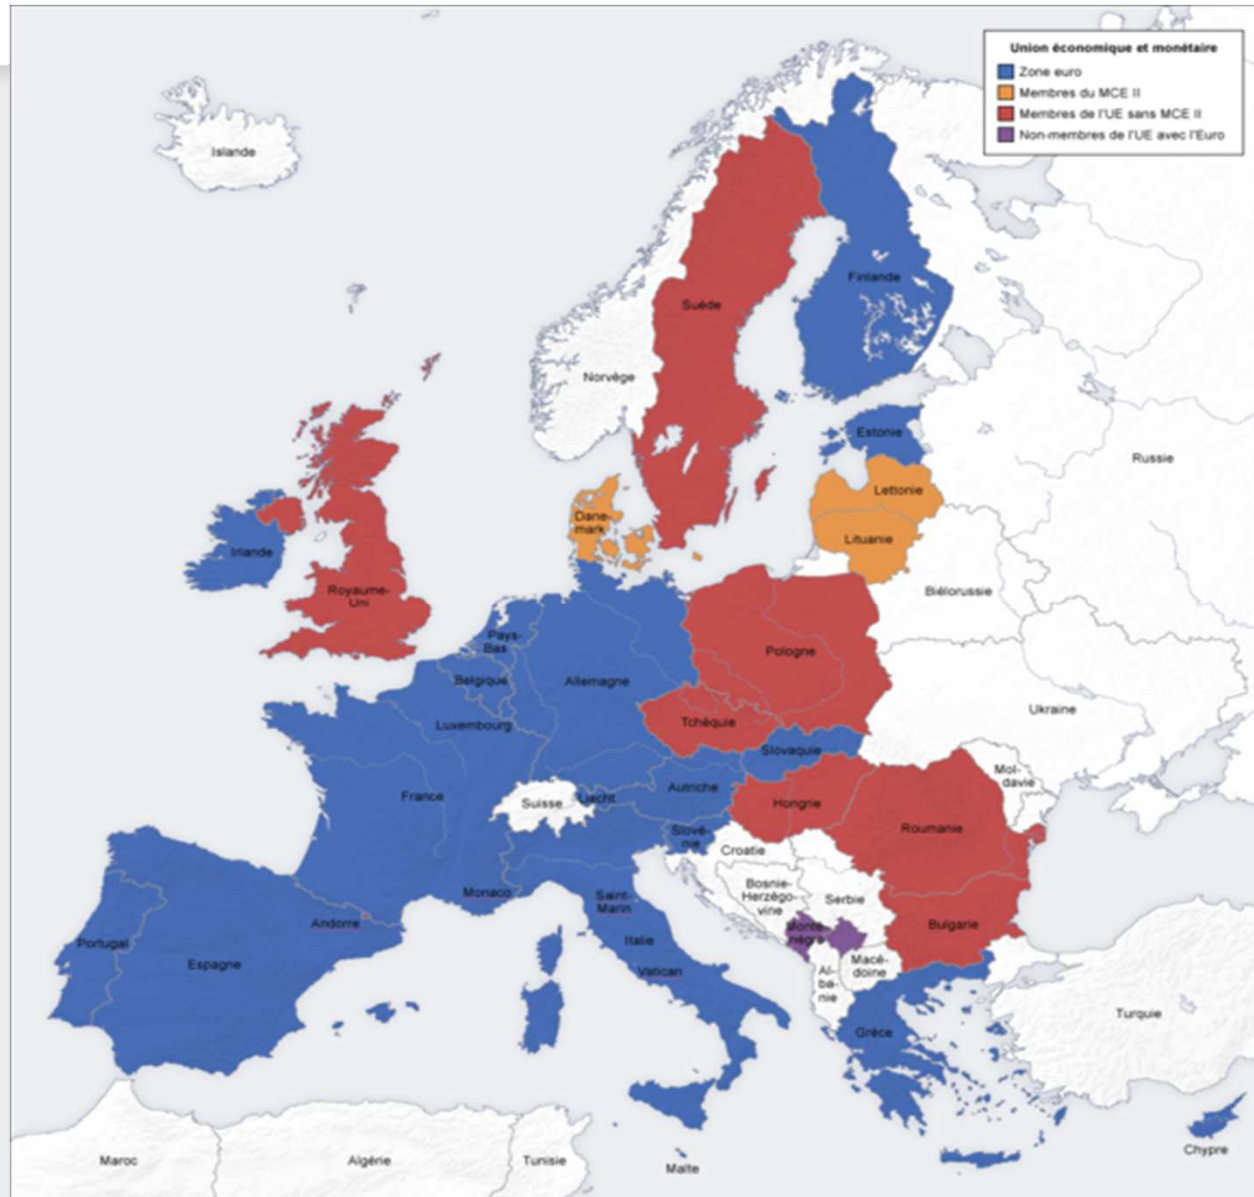 Union économique et monétaire
Zone euro
Membres du MCE II
Membres de l'UE sans MCE II
Non-membres de l'UE avec l'Euro
Islande
Finlande
Suède
Norvège
Estonie
Russie
Lettonie
Dane-
mark
Lituanie
Irlande
Royaume-
Uni
Biélorussie
Pays-
Bas
Pologne
Belgique
Allemagne
Ukraine
Luxembourg
Tchéquie
Slovaquie
Mol-
davie
Autriche
France
Suisse
Liecht.
Hongrie
Roumanie
Slové-
nie
Croatie
Monaco
Bosnie-
Herzégo-
vine
Serbie
Saint-
Marin
Andorre
Monté-
négro
Bulgarie
Portugal
Italie
Espagne
Vatican
Macé-
doine
Al-
ba-
nie
Turquie
Grèce
Chypre
Maroc
Algérie
Tunisie
Malte